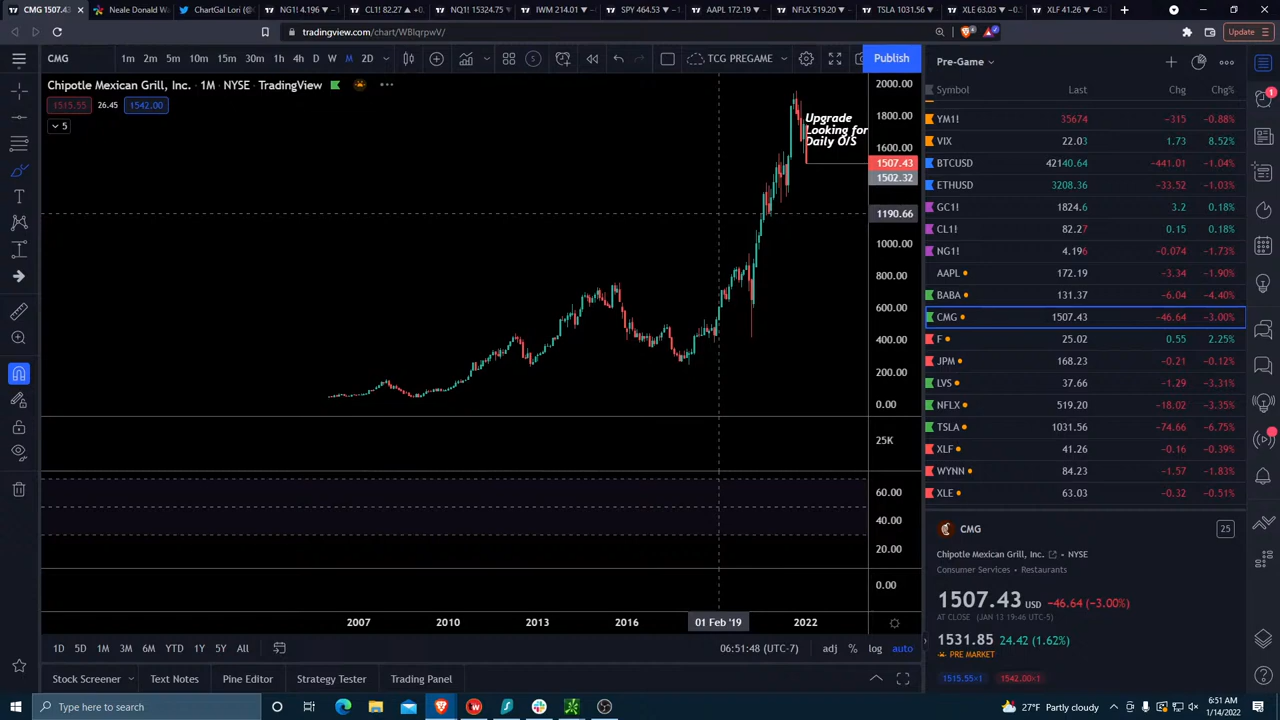 CMG 1507.43
Neale Donald Wa
ChartGal Lori (
NG1! 4.196
CL1! 82.27
NQ1! 15324.75
IWM 214.01
SPY 464.53
AAPL 172.19
NFLX 519.20
TSLA 1031.56
XLE 63.03
XLF 41.26
tradingview.com/chart/WBlqrpwV/
Update
CMG
1m 2m 5m 10m 15m 30m 1h 4h D W M 2D
TCG PREGAME
Publish
Chipotle Mexican Grill, Inc. · 1M · NYSE · TradingView
1515.55 26.45 1542.00
5
Upgrade
Looking for
Daily O/S
2000.00
1800.00
1600.00
1507.43
1502.32
1190.66
1000.00
800.00
600.00
400.00
200.00
0.00
25K
60.00
40.00
20.00
0.00
2007 2010 2013 2016 01 Feb '19 2022
1D 5D 1M 3M 6M YTD 1Y 5Y All
06:51:48 (UTC-7) adj % log auto
Stock Screener Text Notes Pine Editor Strategy Tester Trading Panel
Pre-Game
Symbol Last Chg Chg%
YM1! 35674 −315 −0.88%
VIX 22.03 1.73 8.52%
BTCUSD 42140.64 −441.01 −1.04%
ETHUSD 3208.36 −33.52 −1.03%
GC1! 1824.6 3.2 0.18%
CL1! 82.27 0.15 0.18%
NG1! 4.196 −0.074 −1.73%
AAPL 172.19 −3.34 −1.90%
BABA 131.37 −6.04 −4.40%
CMG 1507.43 −46.64 −3.00%
F 25.02 0.55 2.25%
JPM 168.23 −0.21 −0.12%
LVS 37.66 −1.29 −3.31%
NFLX 519.20 −18.02 −3.35%
TSLA 1031.56 −74.66 −6.75%
XLF 41.26 −0.16 −0.39%
WYNN 84.23 −1.57 −1.83%
XLE 63.03 −0.32 −0.51%
CMG
25
Chipotle Mexican Grill, Inc. · NYSE
Consumer Services · Restaurants
1507.43 USD −46.64 (−3.00%)
AT CLOSE (JAN 13 19:46 UTC-5)
1531.85 24.42 (1.62%)
PRE MARKET
1515.55×1 1542.00×1
Type here to search
27°F Partly cloudy
6:51 AM
1/14/2022